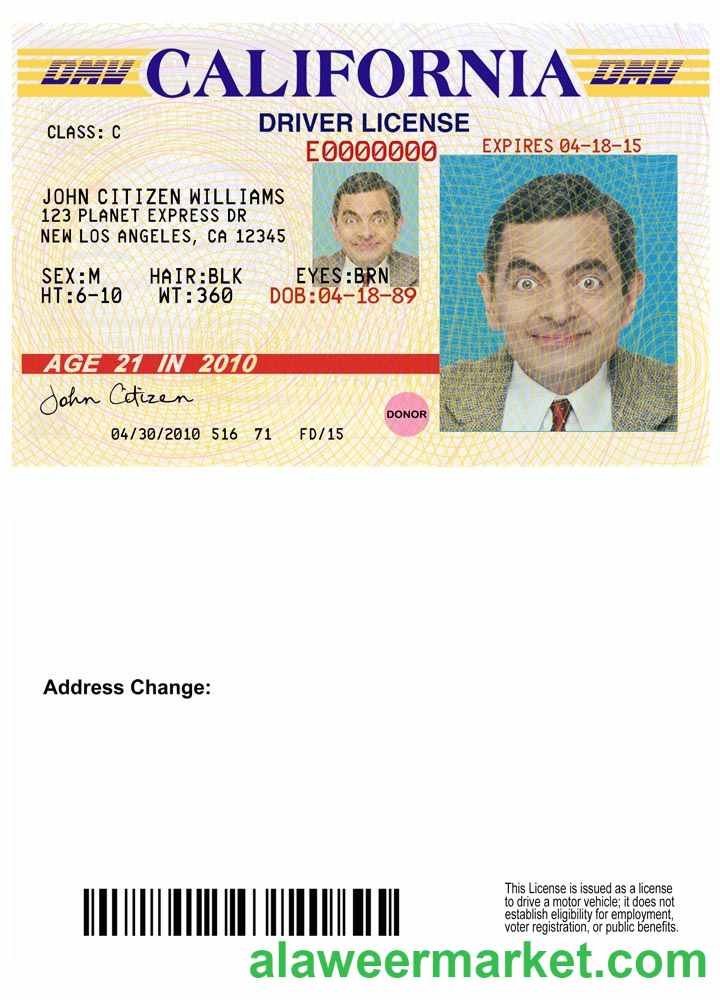 DMV CALIFORNIA DMV
DRIVER LICENSE
CLASS: C
E0000000
EXPIRES 04-18-15
JOHN CITIZEN WILLIAMS
123 PLANET EXPRESS DR
NEW LOS ANGELES, CA 12345
SEX:M HAIR:BLK EYES:BRN
HT:6-10 WT:360 DOB:04-18-89
AGE 21 IN 2010
John Citizen
DONOR
04/30/2010 516 71 FD/15
Address Change:
This License is issued as a license
to drive a motor vehicle; it does not
establish eligibility for employment,
voter registration, or public benefits.
alaweermarket.com